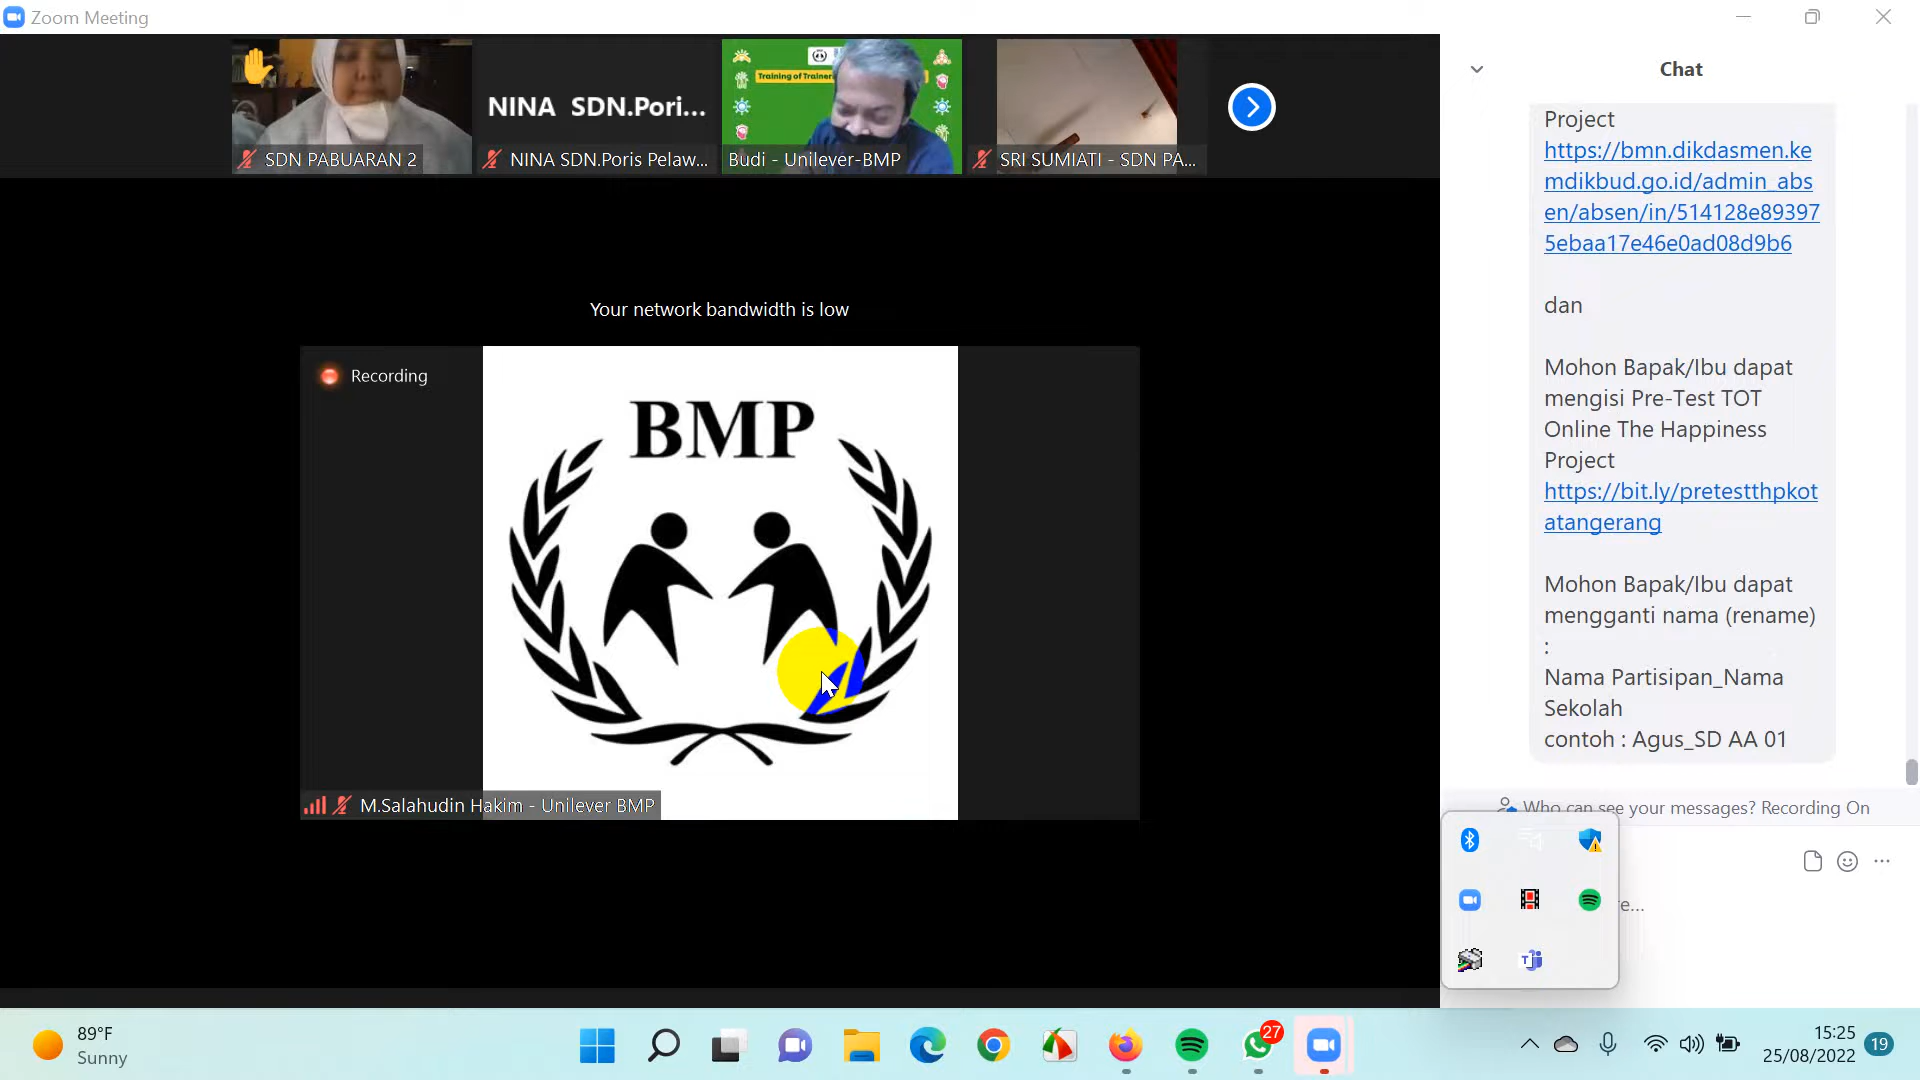 Zoom Meeting
NINA SDN.Pori...
Training of Trainer
SDN PABUARAN 2
NINA SDN.Poris Pelaw...
Budi - Unilever-BMP
SRI SUMIATI - SDN PA...
Your network bandwidth is low
Recording
BMP
M.Salahudin Hakim - Unilever BMP
Chat
Project
https://bmn.dikdasmen.ke
mdikbud.go.id/admin_abs
en/absen/in/514128e89397
5ebaa17e46e0ad08d9b6
dan
Mohon Bapak/Ibu dapat
mengisi Pre-Test TOT
Online The Happiness
Project
https://bit.ly/pretestthpkot
atangerang
Mohon Bapak/Ibu dapat
mengganti nama (rename)
:
Nama Partisipan_Nama
Sekolah
contoh : Agus_SD AA 01
Who can see your messages? Recording On
e...
89°F
Sunny
27
15:25
25/08/2022
19